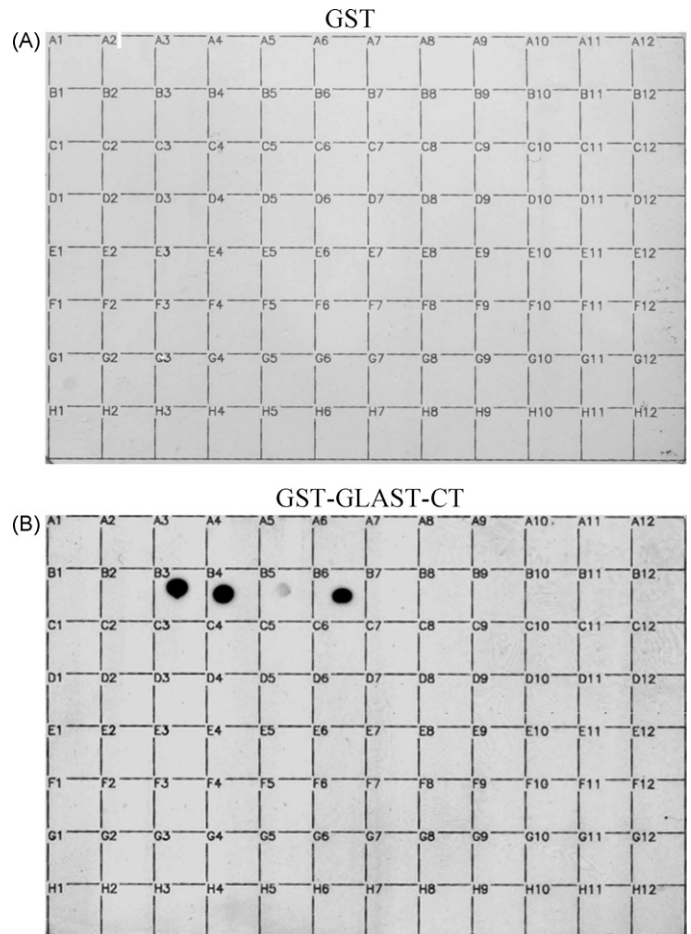 GST
(A)
A1 A2 A3 A4 A5 A6 A7 A8 A9 A10 A11 A12
B1 B2 B3 B4 B5 B6 B7 B8 B9 B10 B11 B12
C1 C2 C3 C4 C5 C6 C7 C8 C9 C10 C11 C12
D1 D2 D3 D4 D5 D6 D7 D8 D9 D10 D11 D12
E1 E2 E3 E4 E5 E6 E7 E8 E9 E10 E11 E12
F1 F2 F3 F4 F5 F6 F7 F8 F9 F10 F11 F12
G1 G2 G3 G4 G5 G6 G7 G8 G9 G10 G11 G12
H1 H2 H3 H4 H5 H6 H7 H8 H9 H10 H11 H12
GST-GLAST-CT
(B)
A1 A2 A3 A4 A5 A6 A7 A8 A9 A10 A11 A12
B1 B2 B3 B4 B5 B6 B7 B8 B9 B10 B11 B12
C1 C2 C3 C4 C5 C6 C7 C8 C9 C10 C11 C12
D1 D2 D3 D4 D5 D6 D7 D8 D9 D10 D11 D12
E1 E2 E3 E4 E5 E6 E7 E8 E9 E10 E11 E12
F1 F2 F3 F4 F5 F6 F7 F8 F9 F10 F11 F12
G1 G2 G3 G4 G5 G6 G7 G8 G9 G10 G11 G12
H1 H2 H3 H4 H5 H6 H7 H8 H9 H10 H11 H12